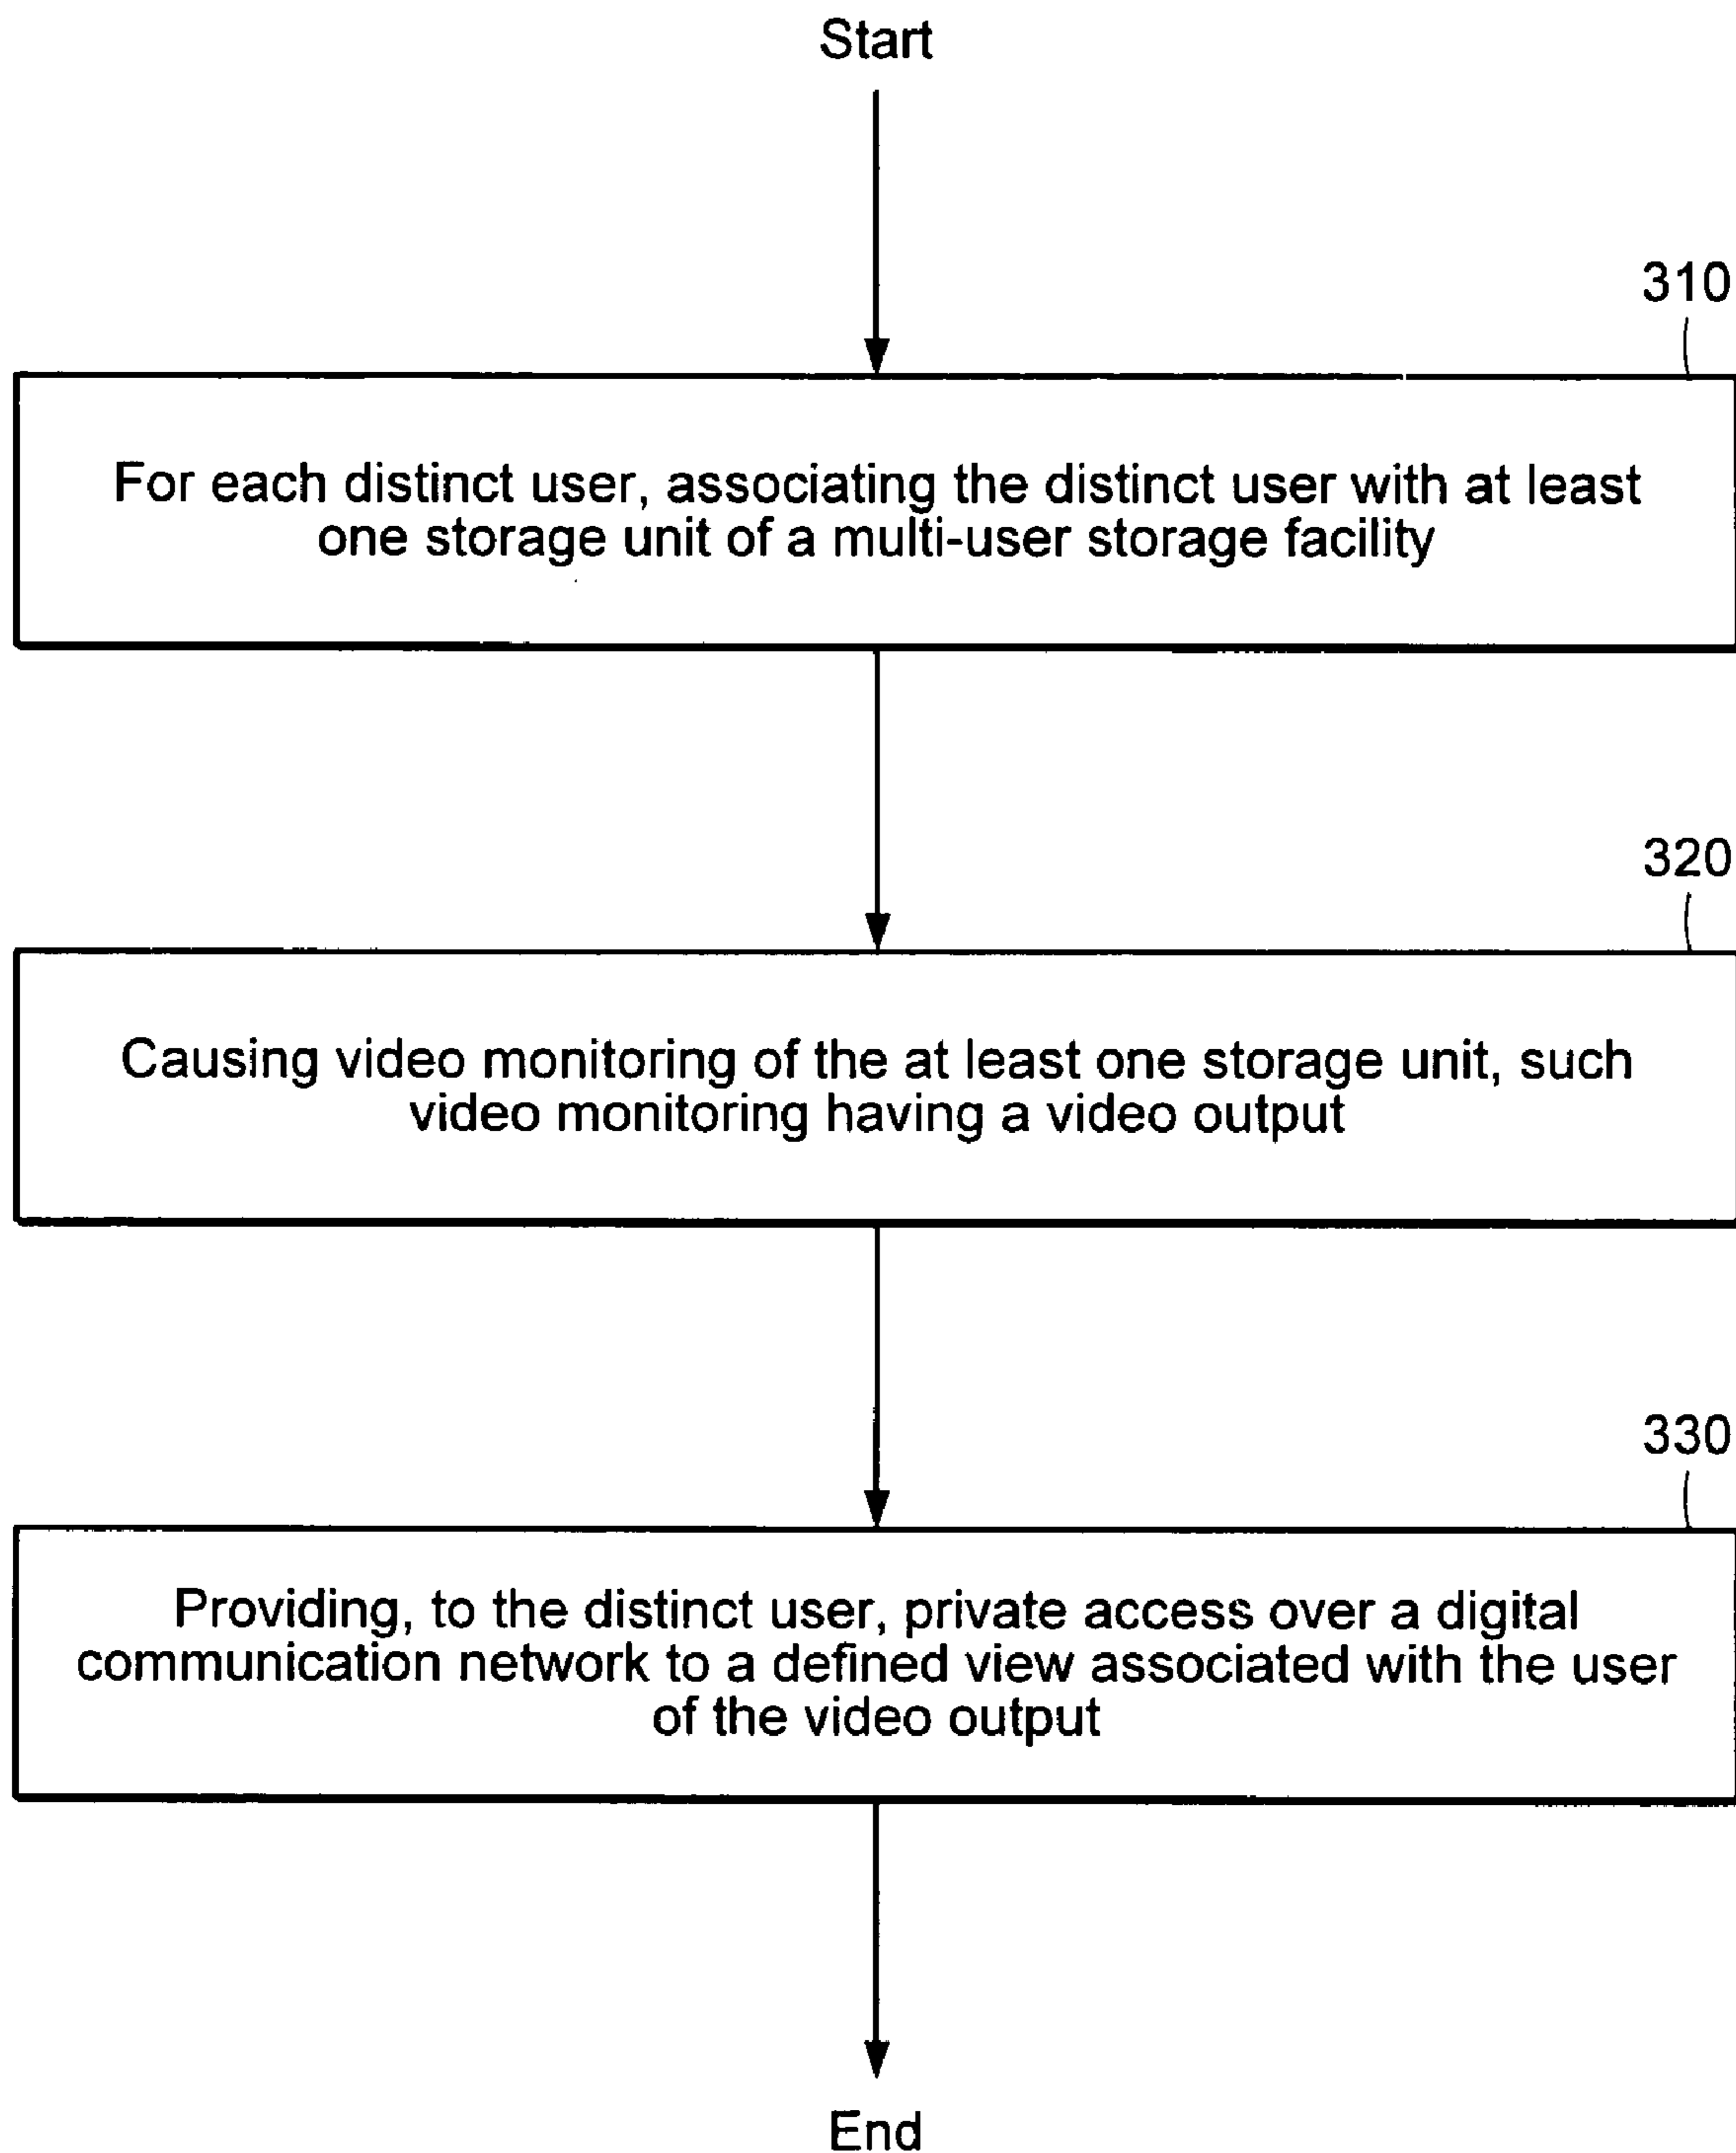 Start
310
For each distinct user, associating the distinct user with at least
one storage unit of a multi-user storage facility
320
Causing video monitoring of the at least one storage unit, such
video monitoring having a video output
330
Providing, to the distinct user, private access over a digital
communication network to a defined view associated with the user
of the video output
End